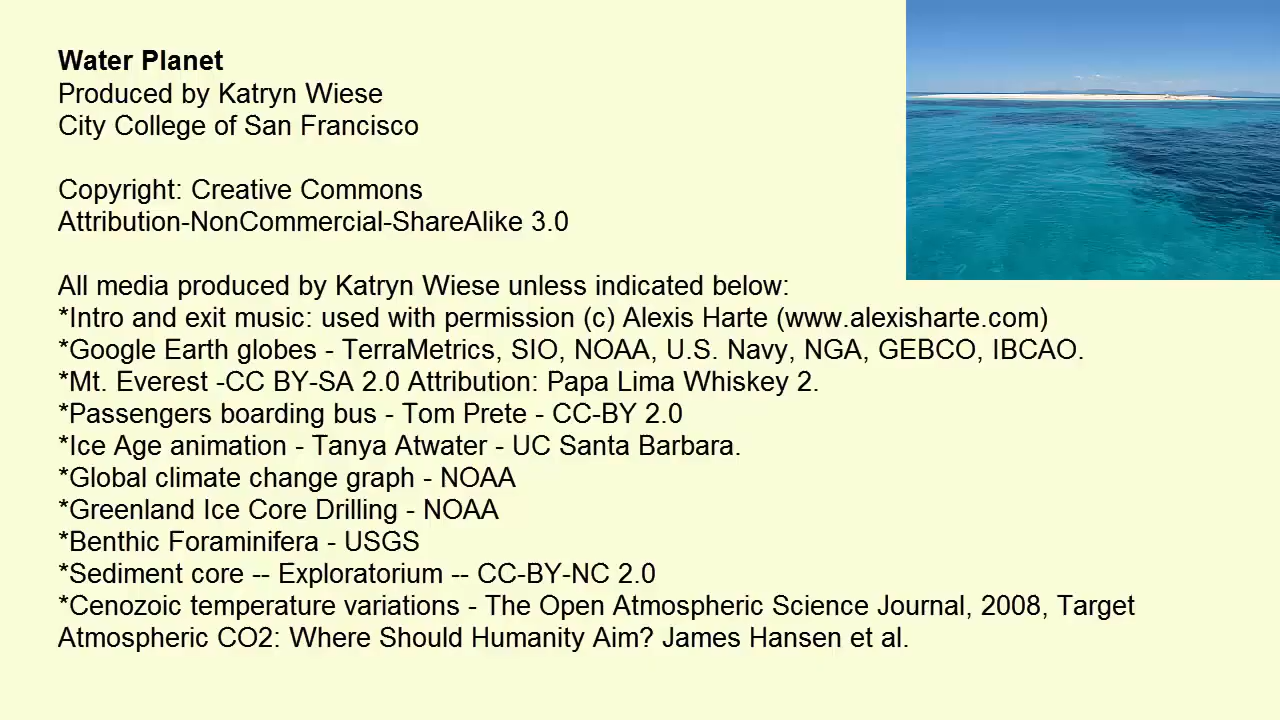 Water Planet
Produced by Katryn Wiese
City College of San Francisco
Copyright: Creative Commons
Attribution-NonCommercial-ShareAlike 3.0
All media produced by Katryn Wiese unless indicated below:
*Intro and exit music: used with permission (c) Alexis Harte (www.alexisharte.com)
*Google Earth globes - TerraMetrics, SIO, NOAA, U.S. Navy, NGA, GEBCO, IBCAO.
*Mt. Everest -CC BY-SA 2.0 Attribution: Papa Lima Whiskey 2.
*Passengers boarding bus - Tom Prete - CC-BY 2.0
*Ice Age animation - Tanya Atwater - UC Santa Barbara.
*Global climate change graph - NOAA
*Greenland Ice Core Drilling - NOAA
*Benthic Foraminifera - USGS
*Sediment core -- Exploratorium -- CC-BY-NC 2.0
*Cenozoic temperature variations - The Open Atmospheric Science Journal, 2008, Target
Atmospheric CO2: Where Should Humanity Aim? James Hansen et al.